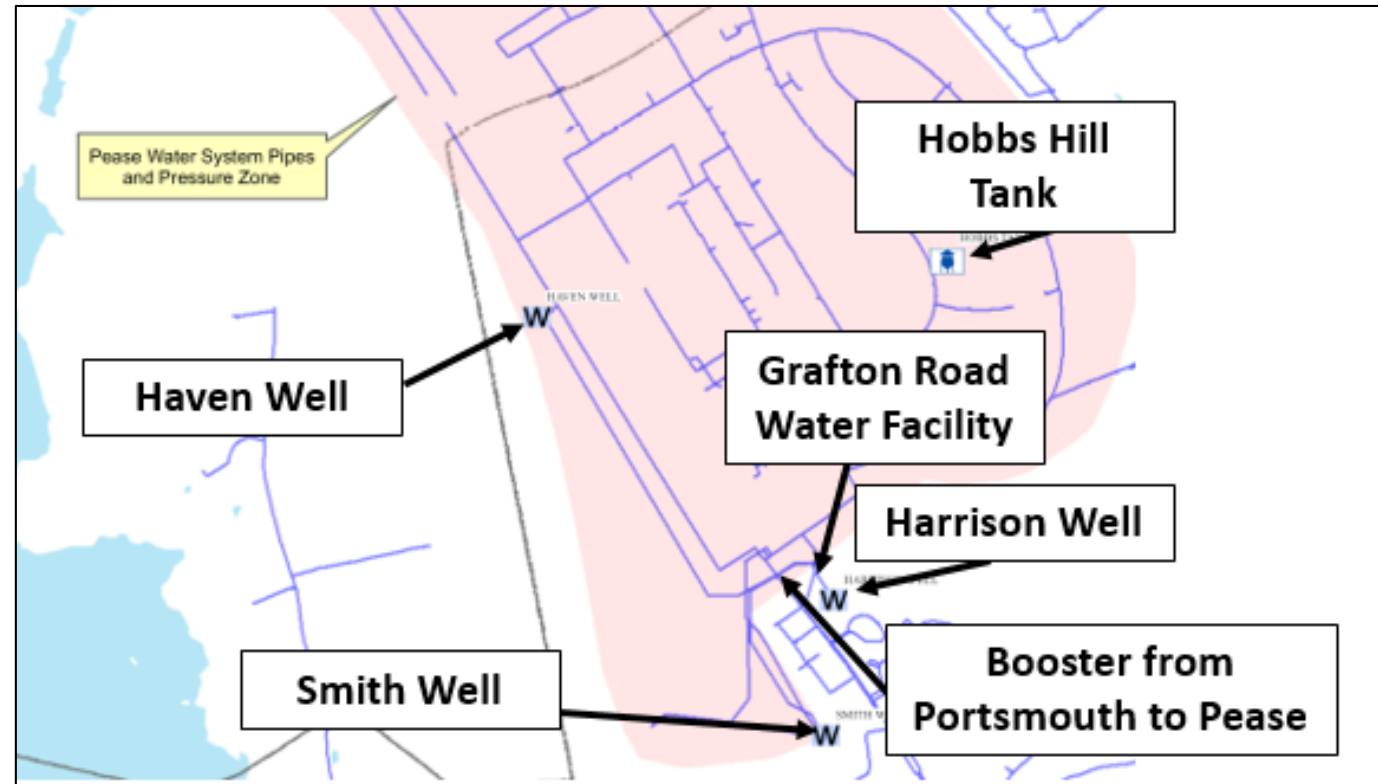 Hobbs Hill
Tank
Pease Water System Pipes
and Pressure Zone
HAVEN WELL
W
Haven Well
Grafton Road
Water Facility
Harrison Well
W
Smith Well
Booster from
Portsmouth to Pease
SMITH
W